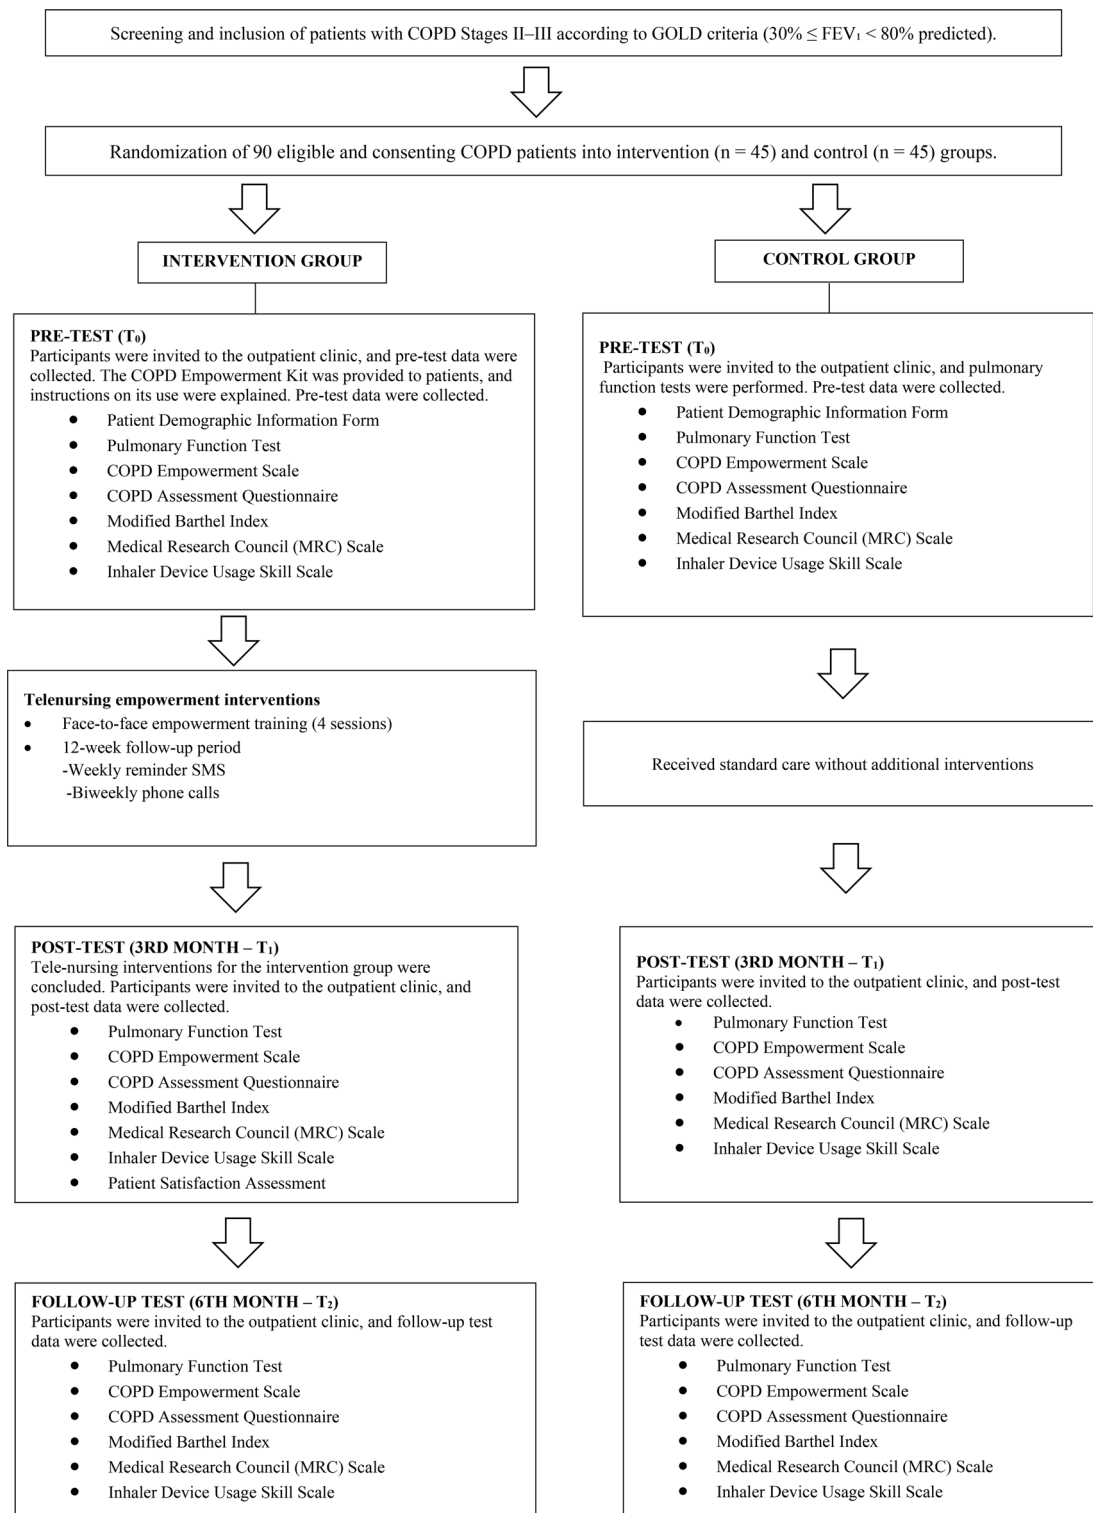 Screening and inclusion of patients with COPD Stages II–III according to GOLD criteria (30% ≤ FEV₁ < 80% predicted).
Randomization of 90 eligible and consenting COPD patients into intervention (n = 45) and control (n = 45) groups.
INTERVENTION GROUP
PRE-TEST (T₀)
Participants were invited to the outpatient clinic, and pre-test data were
collected. The COPD Empowerment Kit was provided to patients, and
instructions on its use were explained. Pre-test data were collected.
● Patient Demographic Information Form
● Pulmonary Function Test
● COPD Empowerment Scale
● COPD Assessment Questionnaire
● Modified Barthel Index
● Medical Research Council (MRC) Scale
● Inhaler Device Usage Skill Scale
Telenursing empowerment interventions
● Face-to-face empowerment training (4 sessions)
● 12-week follow-up period
-Weekly reminder SMS
-Biweekly phone calls
POST-TEST (3RD MONTH – T₁)
Tele-nursing interventions for the intervention group were
concluded. Participants were invited to the outpatient clinic, and
post-test data were collected.
● Pulmonary Function Test
● COPD Empowerment Scale
● COPD Assessment Questionnaire
● Modified Barthel Index
● Medical Research Council (MRC) Scale
● Inhaler Device Usage Skill Scale
● Patient Satisfaction Assessment
FOLLOW-UP TEST (6TH MONTH – T₂)
Participants were invited to the outpatient clinic, and follow-up test
data were collected.
● Pulmonary Function Test
● COPD Empowerment Scale
● COPD Assessment Questionnaire
● Modified Barthel Index
● Medical Research Council (MRC) Scale
● Inhaler Device Usage Skill Scale
CONTROL GROUP
PRE-TEST (T₀)
Participants were invited to the outpatient clinic, and pulmonary
function tests were performed. Pre-test data were collected.
● Patient Demographic Information Form
● Pulmonary Function Test
● COPD Empowerment Scale
● COPD Assessment Questionnaire
● Modified Barthel Index
● Medical Research Council (MRC) Scale
● Inhaler Device Usage Skill Scale
Received standard care without additional interventions
POST-TEST (3RD MONTH – T₁)
Participants were invited to the outpatient clinic, and post-test
data were collected.
● Pulmonary Function Test
● COPD Empowerment Scale
● COPD Assessment Questionnaire
● Modified Barthel Index
● Medical Research Council (MRC) Scale
● Inhaler Device Usage Skill Scale
FOLLOW-UP TEST (6TH MONTH – T₂)
Participants were invited to the outpatient clinic, and follow-up
test data were collected.
● Pulmonary Function Test
● COPD Empowerment Scale
● COPD Assessment Questionnaire
● Modified Barthel Index
● Medical Research Council (MRC) Scale
● Inhaler Device Usage Skill Scale